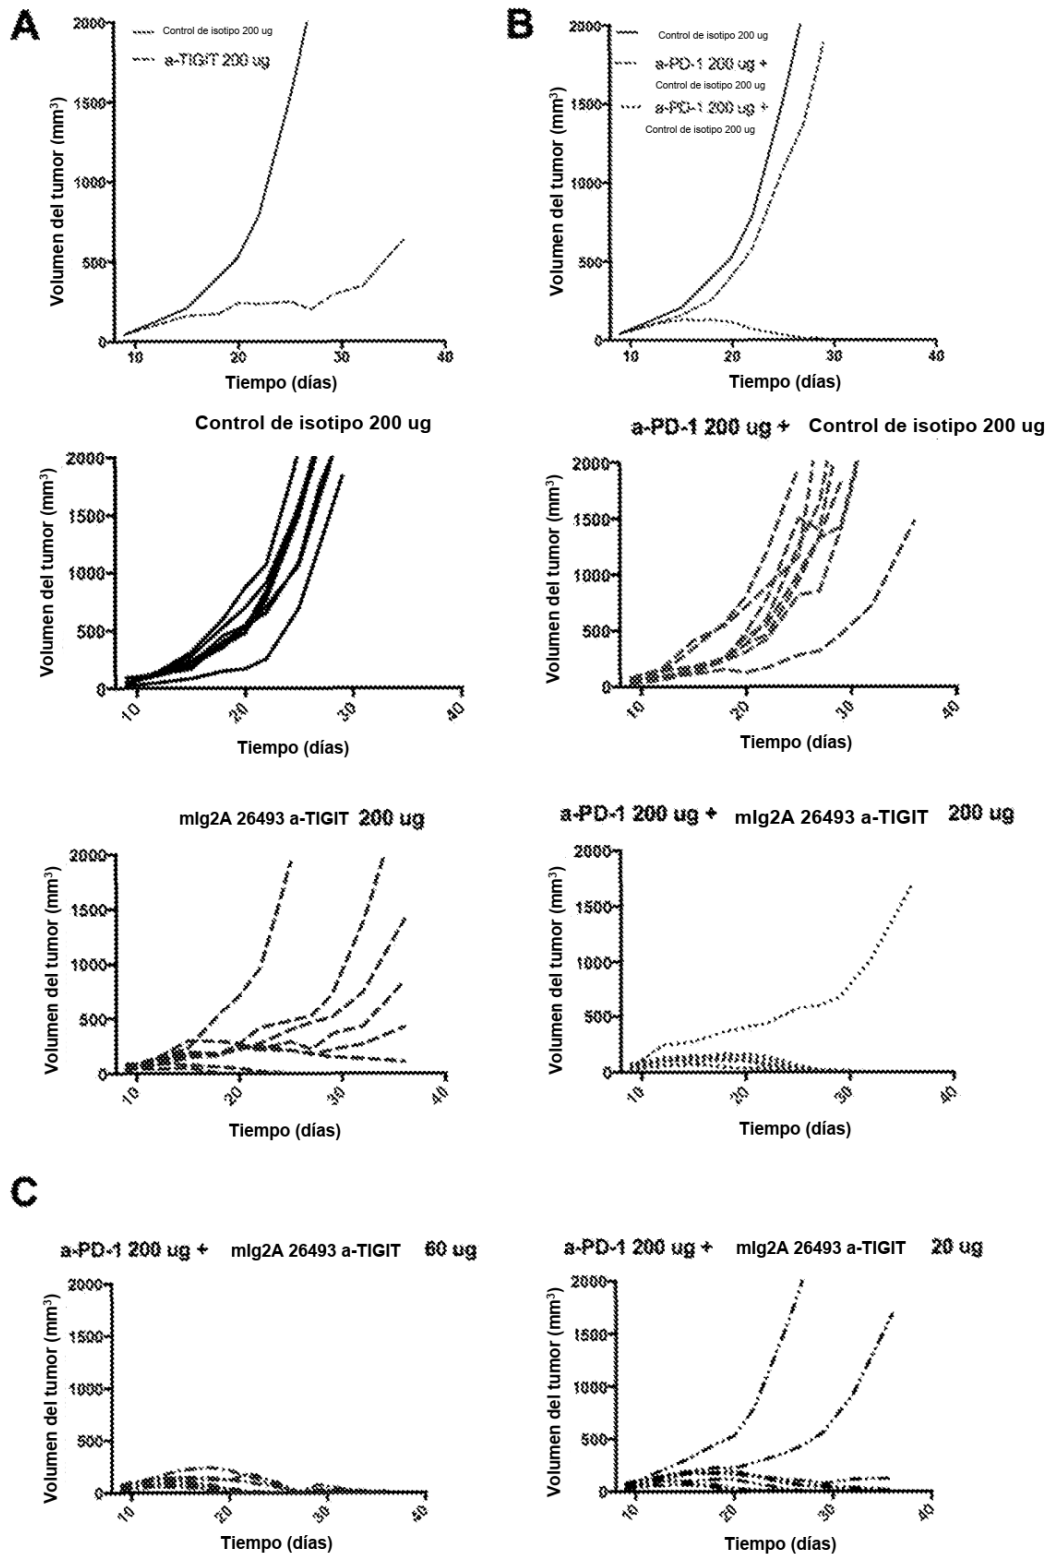 A
B
2000
1500
1000
500
0
Volumen del tumor (mm³)
Control de isotipo 200 ug
a-TIGIT 200 ug
10 20 30 40
Tiempo (días)
2000
1500
1000
500
0
Volumen del tumor (mm³)
Control de isotipo 200 ug
a-PD-1 200 ug +
Control de isotipo 200 ug
a-PD-1 200 ug +
Control de isotipo 200 ug
10 20 30 40
Tiempo (días)
Control de isotipo 200 ug
2000
1500
1000
500
0
Volumen del tumor (mm³)
10 20 30 40
Tiempo (días)
a-PD-1 200 ug + Control de isotipo 200 ug
2000
1500
1000
500
0
Volumen del tumor (mm³)
10 20 30 40
Tiempo (días)
mIg2A 26493 a-TIGIT 200 ug
2000
1500
1000
500
0
Volumen del tumor (mm³)
10 20 30 40
Tiempo (días)
a-PD-1 200 ug + mIg2A 26493 a-TIGIT 200 ug
2000
1500
1000
500
0
Volumen del tumor (mm³)
10 20 30 40
Tiempo (días)
C
a-PD-1 200 ug + mIg2A 26493 a-TIGIT 60 ug
2000
1500
1000
500
0
Volumen del tumor (mm³)
10 20 30 40
Tiempo (días)
a-PD-1 200 ug + mIg2A 26493 a-TIGIT 20 ug
2000
1500
1000
500
0
Volumen del tumor (mm³)
10 20 30 40
Tiempo (días)